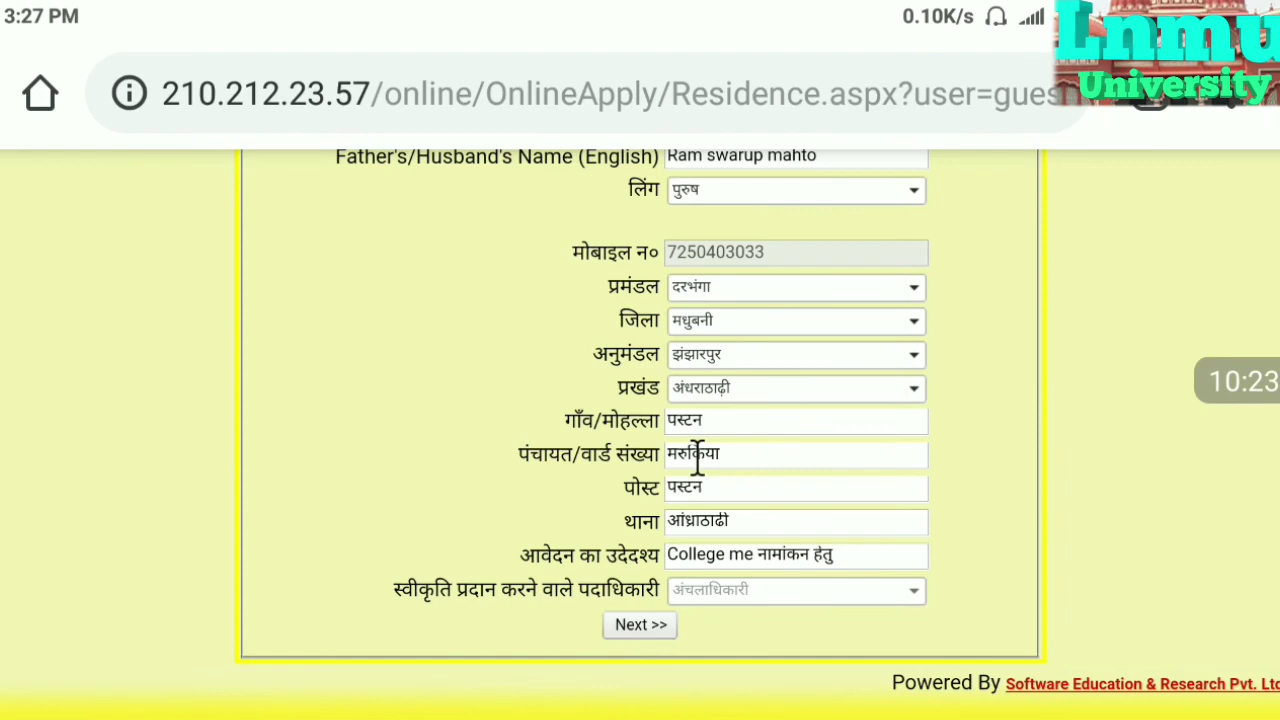 3:27 PM
0.10K/s
Lnmu
University
210.212.23.57/online/OnlineApply/Residence.aspx?user=gues
Father's/Husband's Name (English) Ram swarup mahto
लिंग पुरुष
मोबाइल न० 7250403033
प्रमंडल दरभंगा
जिला मधुबनी
अनुमंडल झंझारपुर
प्रखंड अंधराठाढ़ी
गाँव/मोहल्ला पस्टन
पंचायत/वार्ड संख्या मरुकिया
पोस्ट पस्टन
थाना आंध्राठाढी
आवेदन का उदेदश्य College me नामांकन हेतु
स्वीकृति प्रदान करने वाले पदाधिकारी अंचलाधिकारी
Next >>
10:23
Powered By Software Education & Research Pvt. Ltd